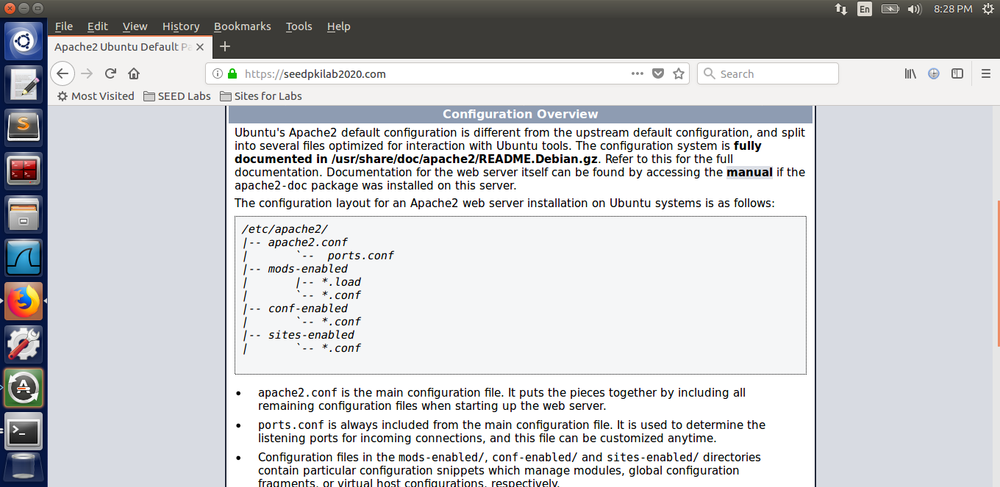 En 8:28 PM
File Edit View History Bookmarks Tools Help
Apache2 Ubuntu Default Pa
https://seedpkilab2020.com Search
Most Visited SEED Labs Sites for Labs
Configuration Overview
Ubuntu's Apache2 default configuration is different from the upstream default configuration, and split
into several files optimized for interaction with Ubuntu tools. The configuration system is fully
documented in /usr/share/doc/apache2/README.Debian.gz. Refer to this for the full
documentation. Documentation for the web server itself can be found by accessing the manual if the
apache2-doc package was installed on this server.
The configuration layout for an Apache2 web server installation on Ubuntu systems is as follows:
/etc/apache2/
|-- apache2.conf
|       `--  ports.conf
|-- mods-enabled
|       |-- *.load
|       `-- *.conf
|-- conf-enabled
|       `-- *.conf
|-- sites-enabled
|       `-- *.conf
• apache2.conf is the main configuration file. It puts the pieces together by including all
remaining configuration files when starting up the web server.
• ports.conf is always included from the main configuration file. It is used to determine the
listening ports for incoming connections, and this file can be customized anytime.
• Configuration files in the mods-enabled/, conf-enabled/ and sites-enabled/ directories
contain particular configuration snippets which manage modules, global configuration
fragments, or virtual host configurations, respectively.